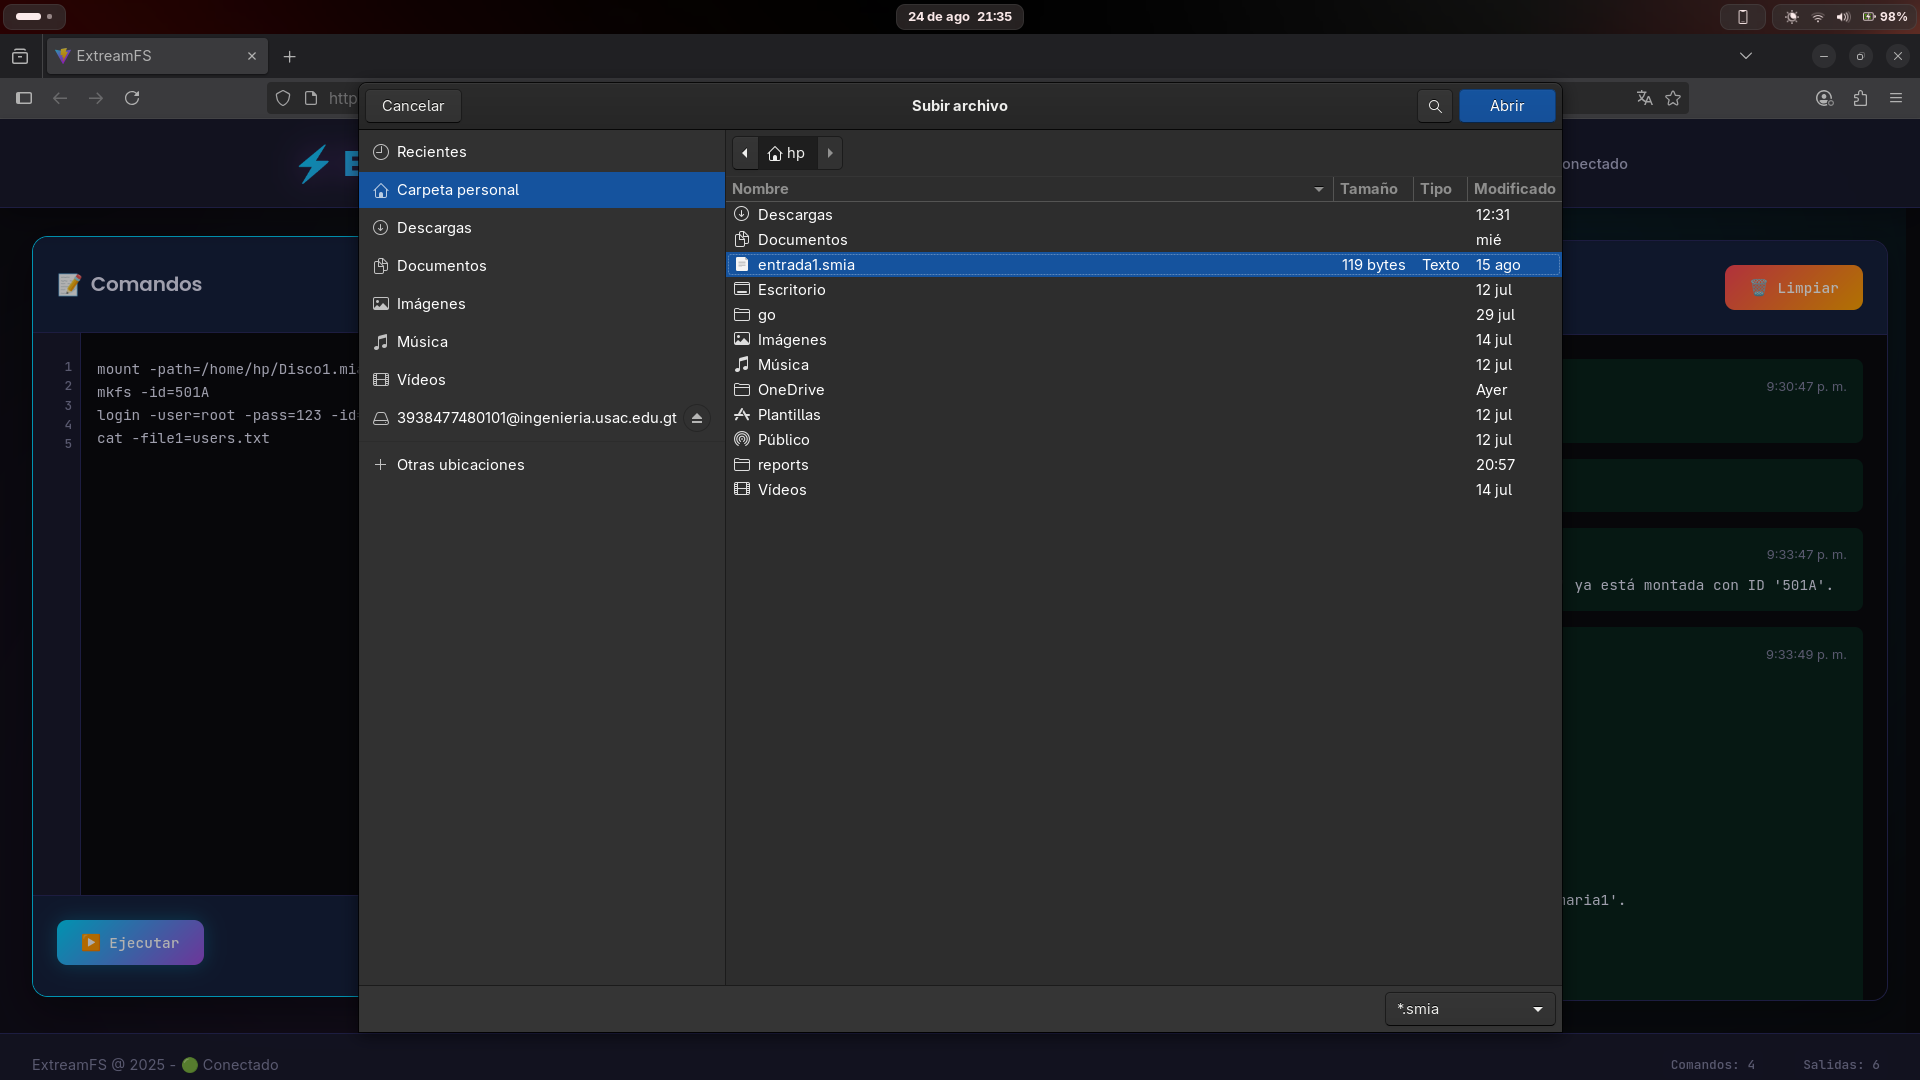 24 de ago 21:35
98%
ExtreamFS
http
Cancelar
Subir archivo
Abrir
Recientes
Carpeta personal
Descargas
Documentos
Imágenes
Música
Vídeos
3938477480101@ingenieria.usac.edu.gt
Otras ubicaciones
hp
Nombre Tamaño Tipo Modificado
Descargas 12:31
Documentos mié
entrada1.smia 119 bytes Texto 15 ago
Escritorio 12 jul
go 29 jul
Imágenes 14 jul
Música 12 jul
OneDrive Ayer
Plantillas 12 jul
Público 12 jul
reports 20:57
Vídeos 14 jul
*.smia
E
onectado
Comandos
1 mount -path=/home/hp/Disco1.mi
2 mkfs -id=501A
3 login -user=root -pass=123 -id
4 cat -file1=users.txt
5
Ejecutar
Limpiar
9:30:47 p. m.
9:33:47 p. m.
ya está montada con ID '501A'.
9:33:49 p. m.
maria1'.
ExtreamFS @ 2025 - Conectado
Comandos: 4 Salidas: 6